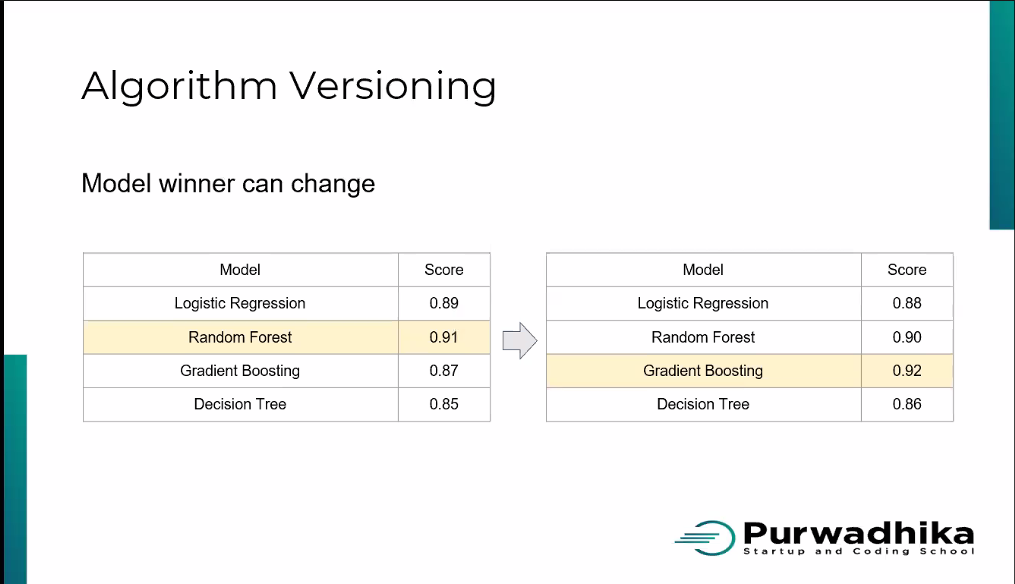 Algorithm Versioning
Model winner can change
Model Score
Logistic Regression 0.89
Random Forest 0.91
Gradient Boosting 0.87
Decision Tree 0.85
Model Score
Logistic Regression 0.88
Random Forest 0.90
Gradient Boosting 0.92
Decision Tree 0.86
Purwadhika
Startup and Coding School